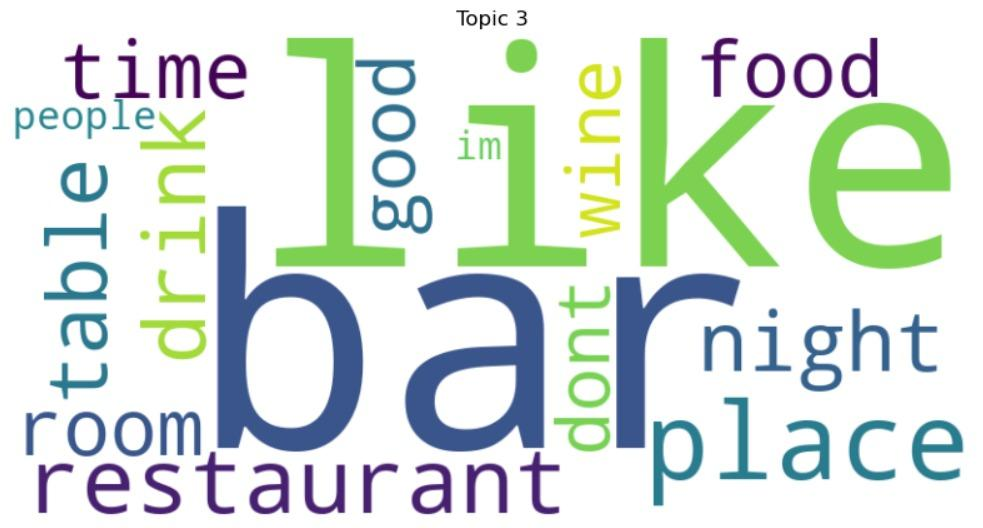 Topic 3
time
like
good
im
wine
food
people
table
drink
bar
dont
night
room
place
restaurant